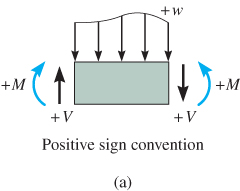 +w
+M
+M
+V
+V
Positive sign convention
(a)